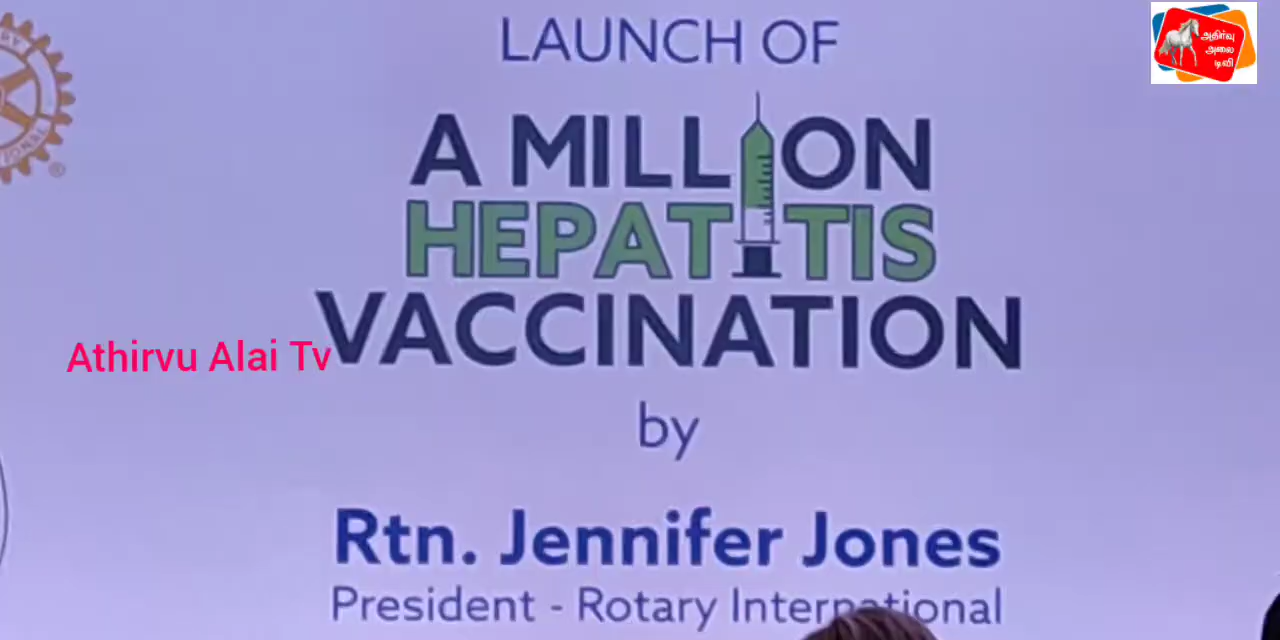 LAUNCH OF
A MILLION
HEPATITIS
VACCINATION
by
Rtn. Jennifer Jones
President - Rotary International
Athirvu Alai Tv
அதிர்வு
அலை
டிவி